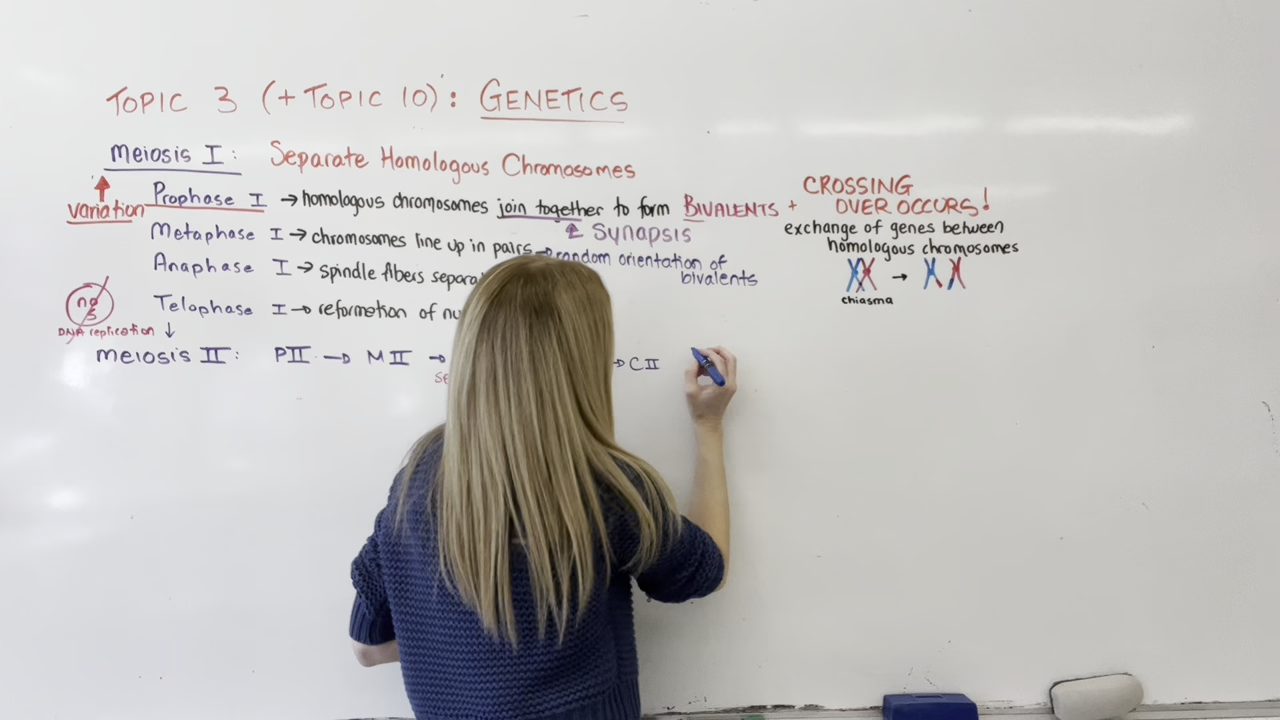 TOPIC 3 (+ TOPIC 10): GENETICS
Meiosis I: Separate Homologous Chromosomes
variation
Prophase I → homologous chromosomes join together to form BIVALENTS +
CROSSING OVER OCCURS!
exchange of genes between
homologous chromosomes
chiasma
Synapsis
Metaphase I → chromosomes line up in pairs → random orientation of
bivalents
Anaphase I → spindle fibers
Telophase I → reformation of
no S
DNA replication ↓
Meiosis II: PII → MII → → CII